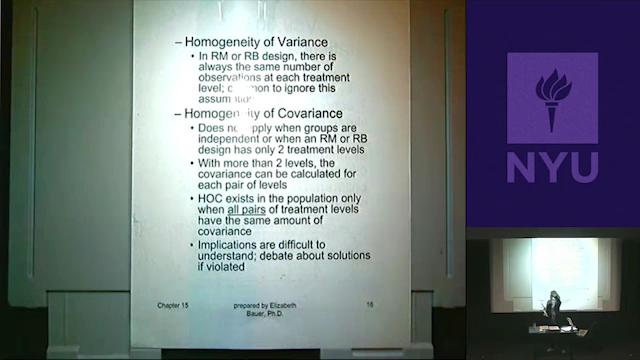 – Homogeneity of Variance
• In RM or RB design, there is
always the same number of
observations at each treatment
level; to ignore this
– Homogeneity of Covariance
• Does apply when groups are
independent or when an RM or RB
design has only 2 treatment levels
• With more than 2 levels, the
covariance can be calculated for
each pair of levels
• HOC exists in the population only
when all pairs of treatment levels
have the same amount of
covariance
• Implications are difficult to
understand; debate about solutions
if violated
Chapter 15
prepared by Elizabeth
Bauer, Ph.D.
16
NYU